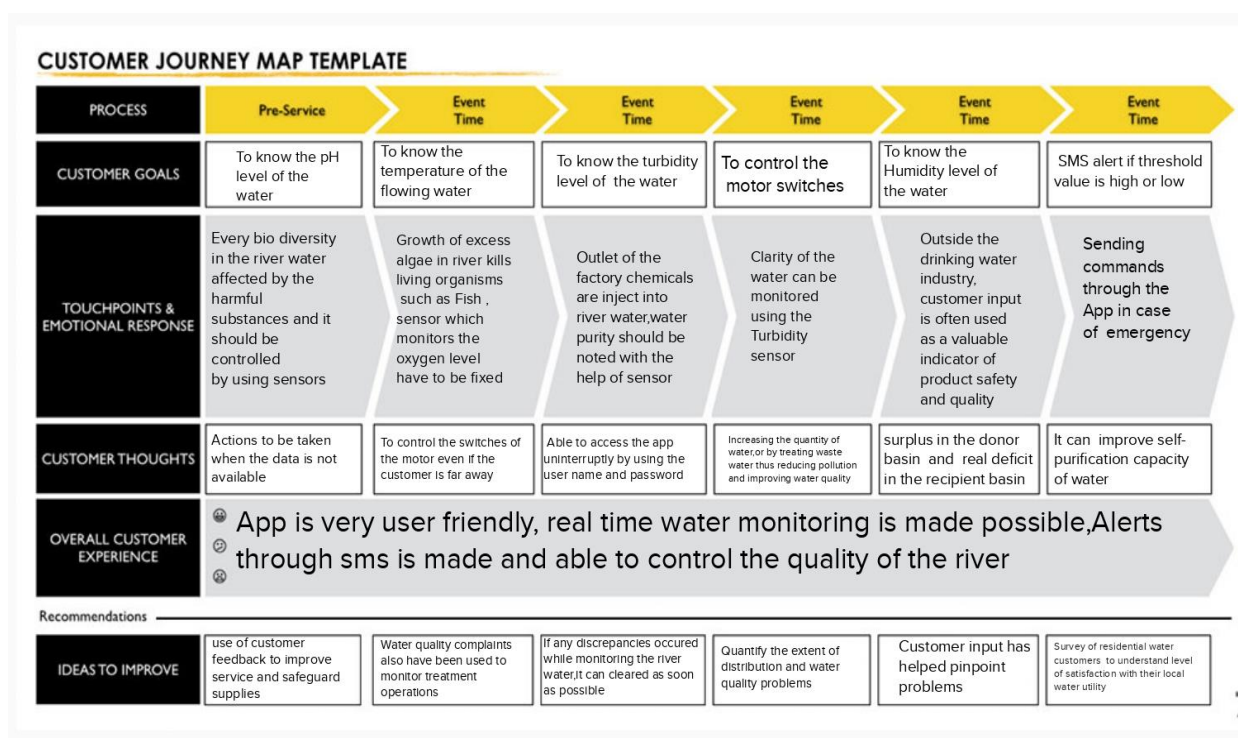 CUSTOMER JOURNEY MAP TEMPLATE
PROCESS
Pre-Service
Event
Time
Event
Time
Event
Time
Event
Time
Event
Time
CUSTOMER GOALS
To know the pH
level of the
water
To know the
temperature of the
flowing water
To know the turbidity
level of the water
To control the
motor switches
To know the
Humidity level of
the water
SMS alert if threshold
value is high or low
TOUCHPOINTS &
EMOTIONAL RESPONSE
Every bio diversity
in the river water
affected by the
harmful
substances and it
should be
controlled
by using sensors
Growth of excess
algae in river kills
living organisms
such as Fish ,
sensor which
monitors the
oxygen level
have to be fixed
Outlet of the
factory chemicals
are inject into
river water,water
purity should be
noted with the
help of sensor
Clarity of the
water can be
monitored
using the
Turbidity
sensor
Outside the
drinking water
industry,
customer input
is often used
as a valuable
indicator of
product safety
and quality
Sending
commands
through the
App in case
of emergency
CUSTOMER THOUGHTS
Actions to be taken
when the data is not
available
To control the switches of
the motor even if the
customer is far away
Able to access the app
uninterruptly by using the
user name and password
Increasing the quantity of
water,or by treating waste
water thus reducing pollution
and improving water quality
surplus in the donor
basin and real deficit
in the recipient basin
It can improve self-
purification capacity
of water
OVERALL CUSTOMER
EXPERIENCE
App is very user friendly, real time water monitoring is made possible,Alerts
through sms is made and able to control the quality of the river
Recommendations
IDEAS TO IMPROVE
use of customer
feedback to improve
service and safeguard
supplies
Water quality complaints
also have been used to
monitor treatment
operations
If any discrepancies occured
while monitoring the river
water,it can cleared as soon
as possible
Quantify the extent of
distribution and water
quality problems
Customer input has
helped pinpoint
problems
Survey of residential water
customers to understand level
of satisfaction with their local
water utility